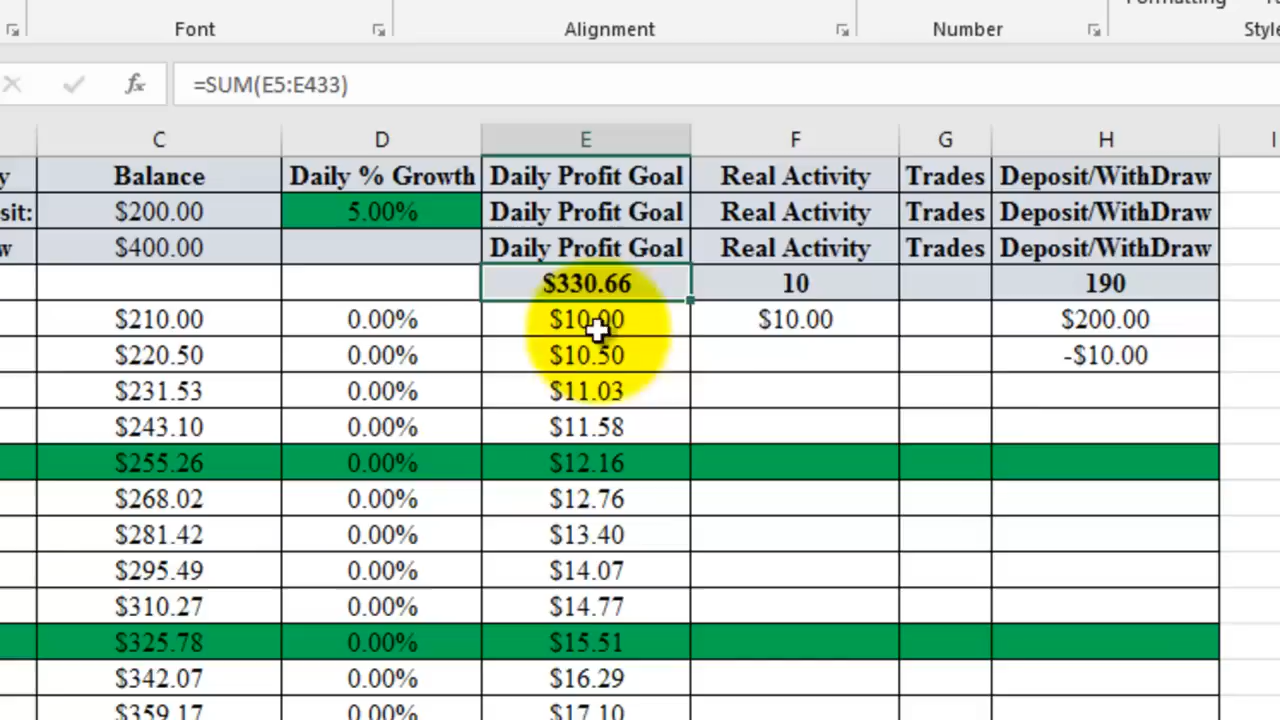 Font Alignment Number
=SUM(E5:E433)
C D E F G H
Balance Daily % Growth Daily Profit Goal Real Activity Trades Deposit/WithDraw
$200.00 5.00% Daily Profit Goal Real Activity Trades Deposit/WithDraw
$400.00 Daily Profit Goal Real Activity Trades Deposit/WithDraw
$330.66 10 190
$210.00 0.00% $10.00 $10.00 $200.00
$220.50 0.00% $10.50 -$10.00
$231.53 0.00% $11.03
$243.10 0.00% $11.58
$255.26 0.00% $12.16
$268.02 0.00% $12.76
$281.42 0.00% $13.40
$295.49 0.00% $14.07
$310.27 0.00% $14.77
$325.78 0.00% $15.51
$342.07 0.00% $16.29
$359.17 0.00% $17.10